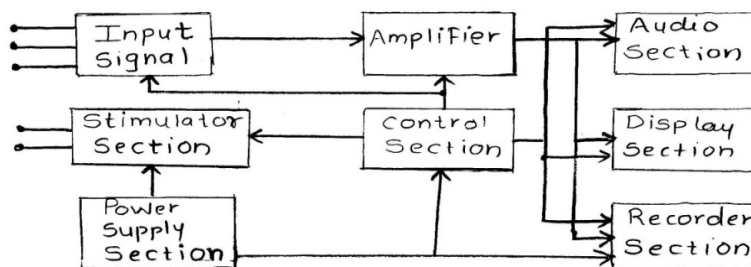 Input
Signal
Amplifier
Audio
Section
Stimulator
Section
Control
Section
Display
Section
Power
Supply
Section
Recorder
Section